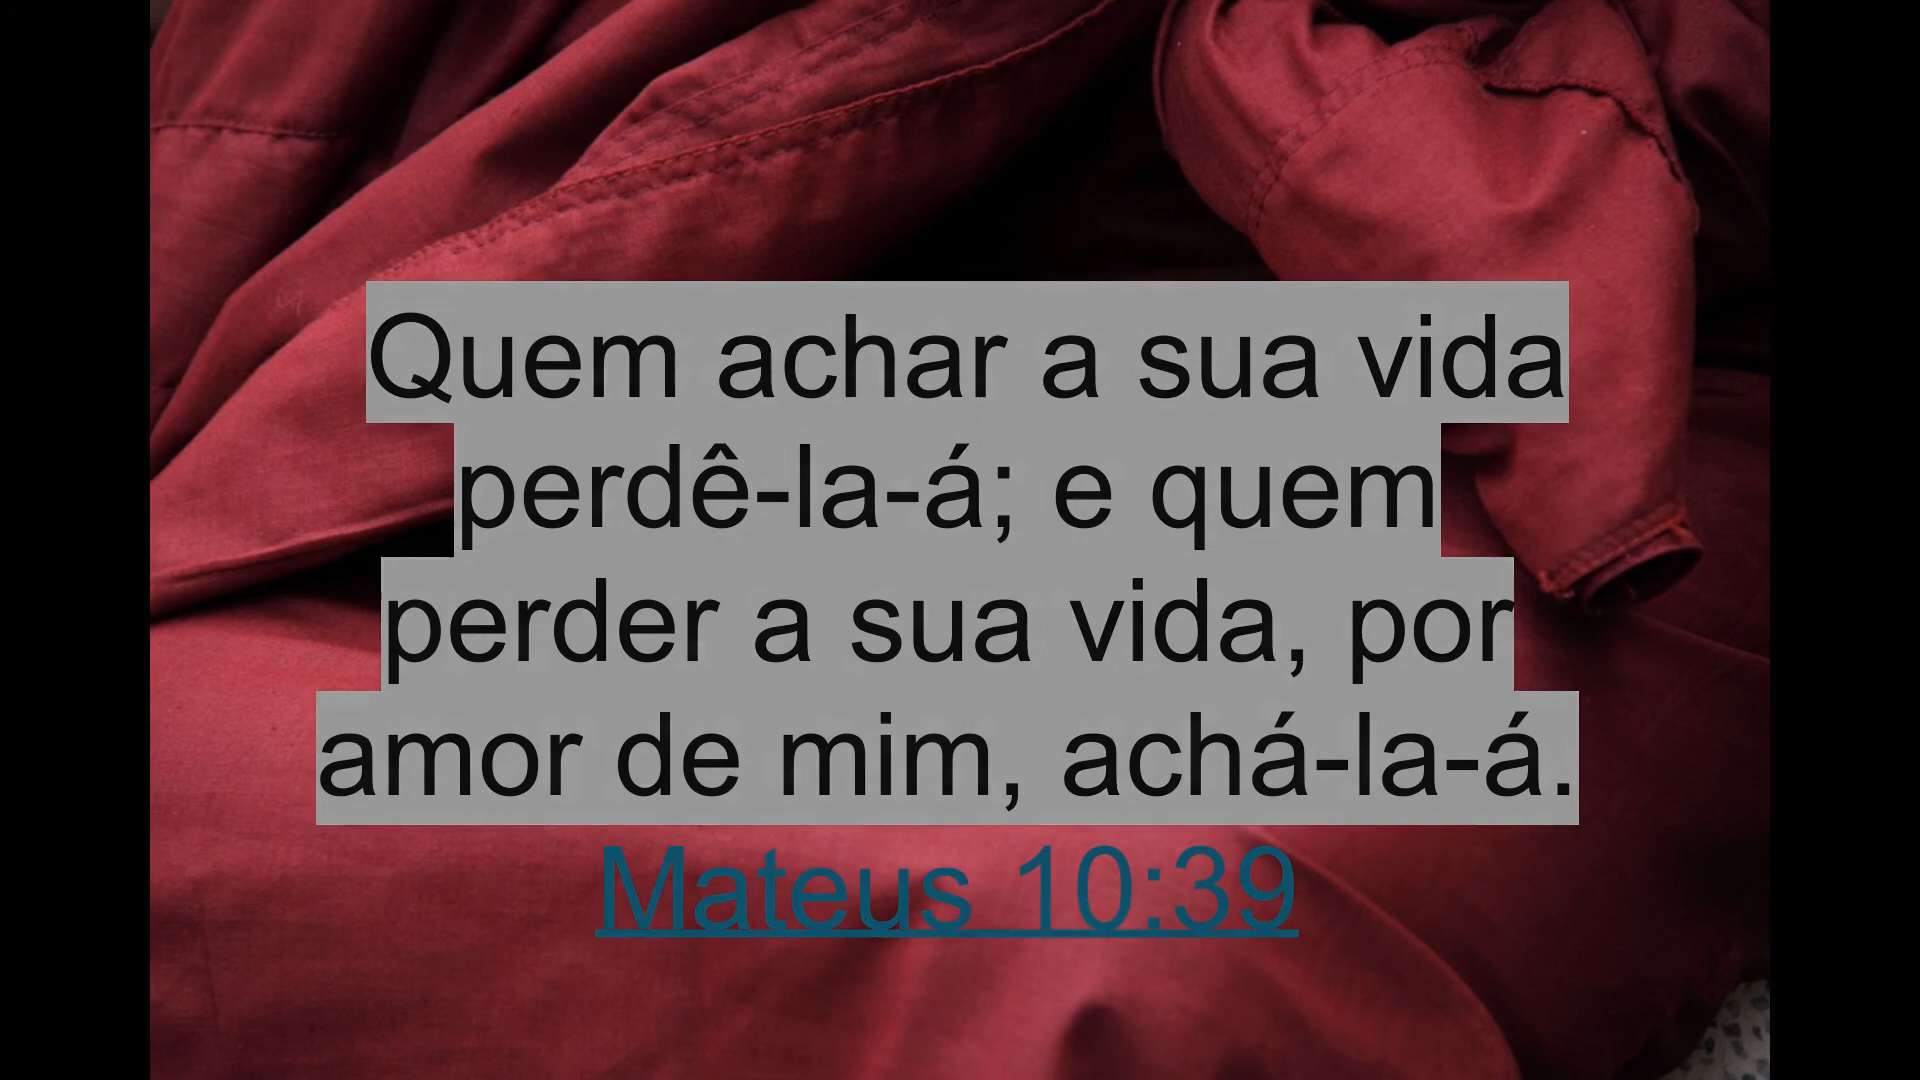 Quem achar a sua vida
perdê-la-á; e quem
perder a sua vida, por
amor de mim, achá-la-á.
Mateus 10:39